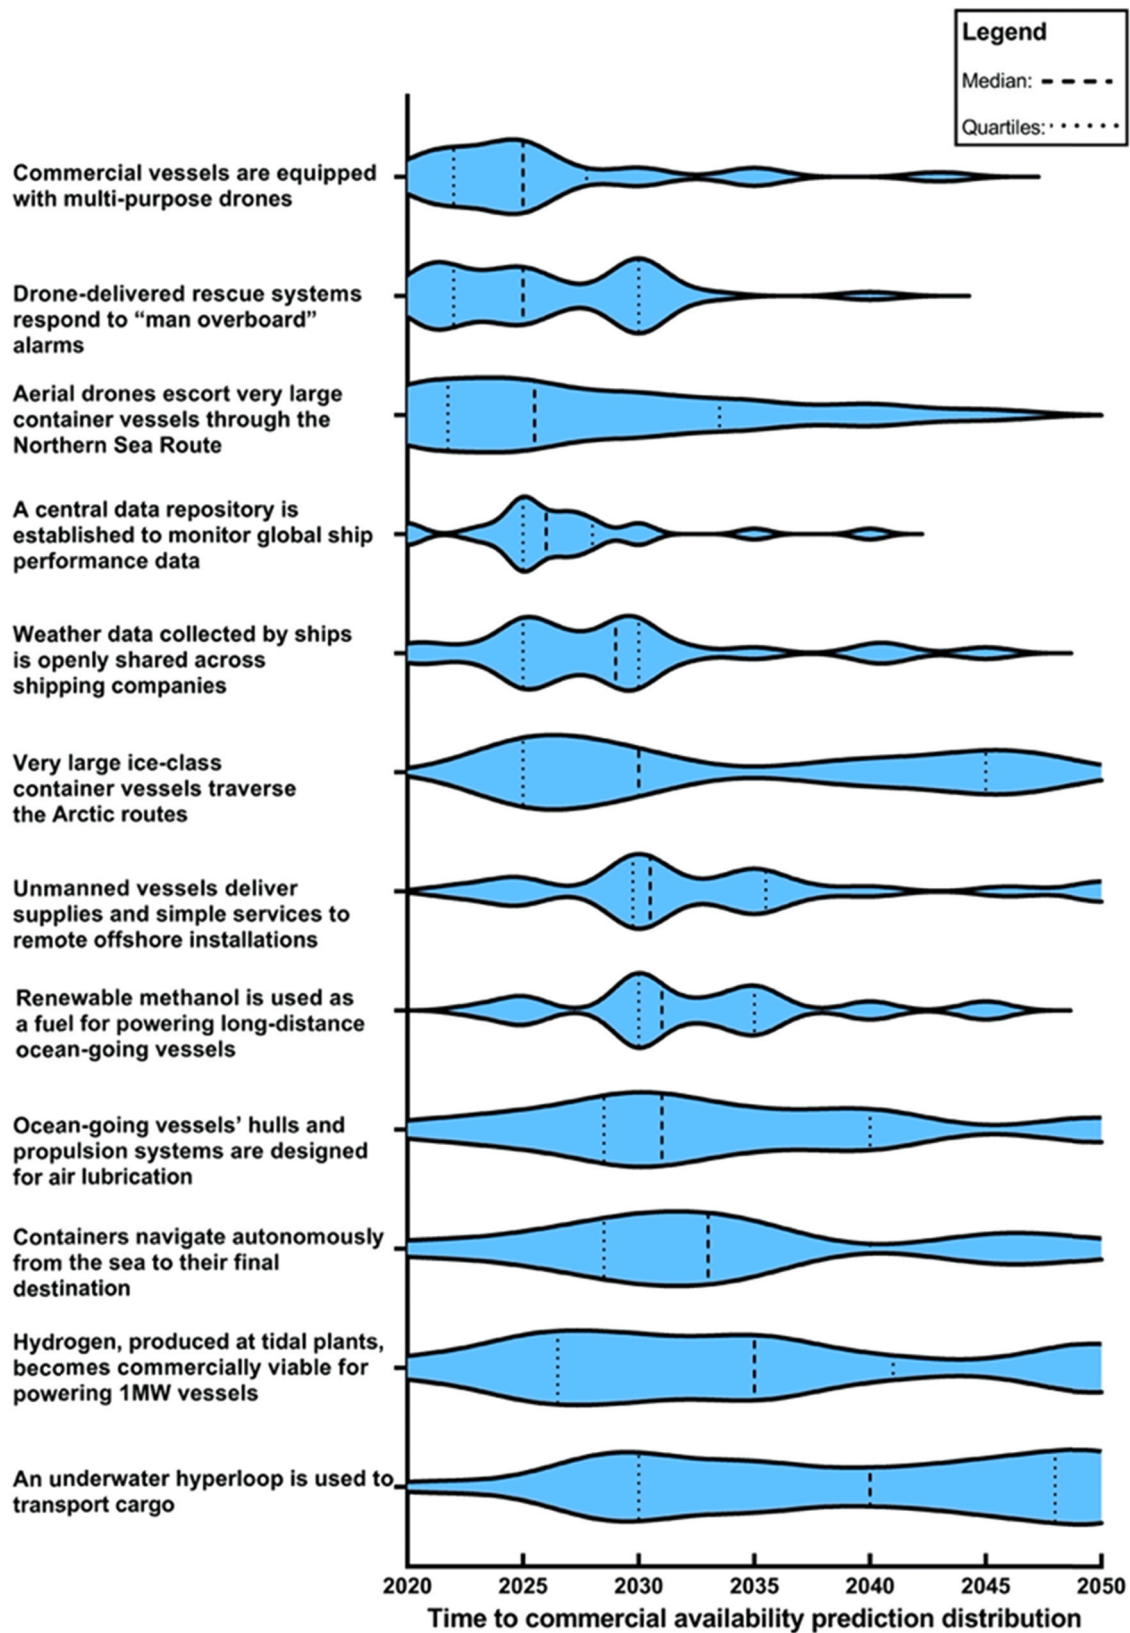 Legend
Median:
Quartiles:
Commercial vessels are equipped
with multi-purpose drones
Drone-delivered rescue systems
respond to “man overboard”
alarms
Aerial drones escort very large
container vessels through the
Northern Sea Route
A central data repository is
established to monitor global ship
performance data
Weather data collected by ships
is openly shared across
shipping companies
Very large ice-class
container vessels traverse
the Arctic routes
Unmanned vessels deliver
supplies and simple services to
remote offshore installations
Renewable methanol is used as
a fuel for powering long-distance
ocean-going vessels
Ocean-going vessels’ hulls and
propulsion systems are designed
for air lubrication
Containers navigate autonomously
from the sea to their final
destination
Hydrogen, produced at tidal plants,
becomes commercially viable for
powering 1MW vessels
An underwater hyperloop is used to
transport cargo
2020 2025 2030 2035 2040 2045 2050
Time to commercial availability prediction distribution